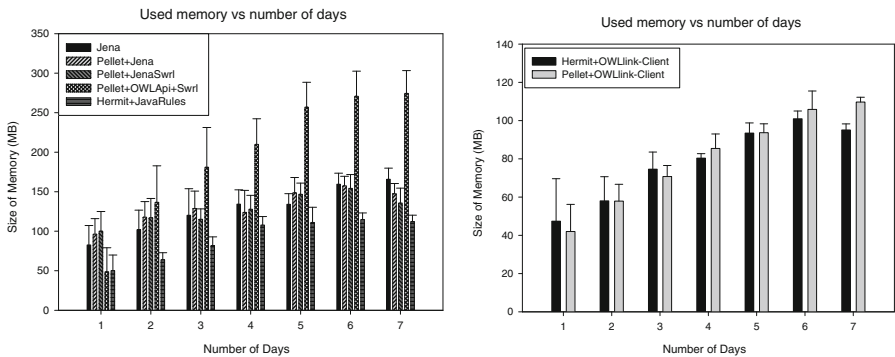 Used memory vs number of days
350
300
250
200
150
100
50
0
Size of Memory (MB)
Jena
Pellet+Jena
Pellet+JenaSwrl
Pellet+OWLApi+Swrl
Hermit+JavaRules
1 2 3 4 5 6 7
Number of Days
Used memory vs number of days
140
120
100
80
60
40
20
0
Size of Memory (MB)
Hermit+OWLlink-Client
Pellet+OWLlink-Client
1 2 3 4 5 6 7
Number of Days